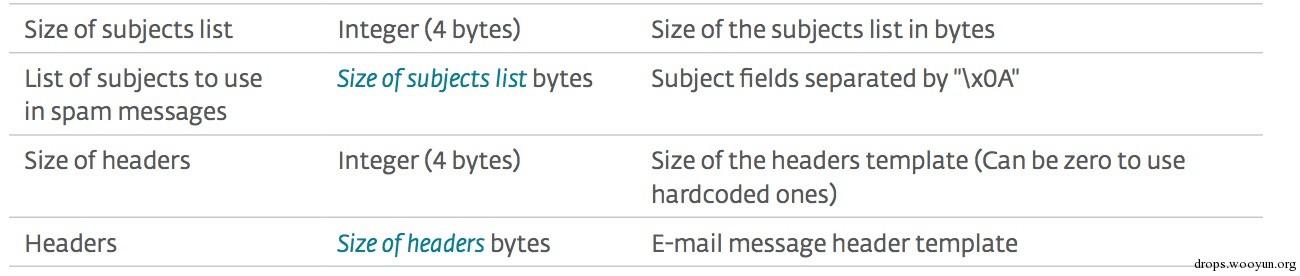 Size of subjects list Integer (4 bytes) Size of the subjects list in bytes
List of subjects to use Size of subjects list bytes Subject fields separated by "\x0A"
in spam messages
Size of headers Integer (4 bytes) Size of the headers template (Can be zero to use
hardcoded ones)
Headers Size of headers bytes E-mail message header template
drops.wooyun.org